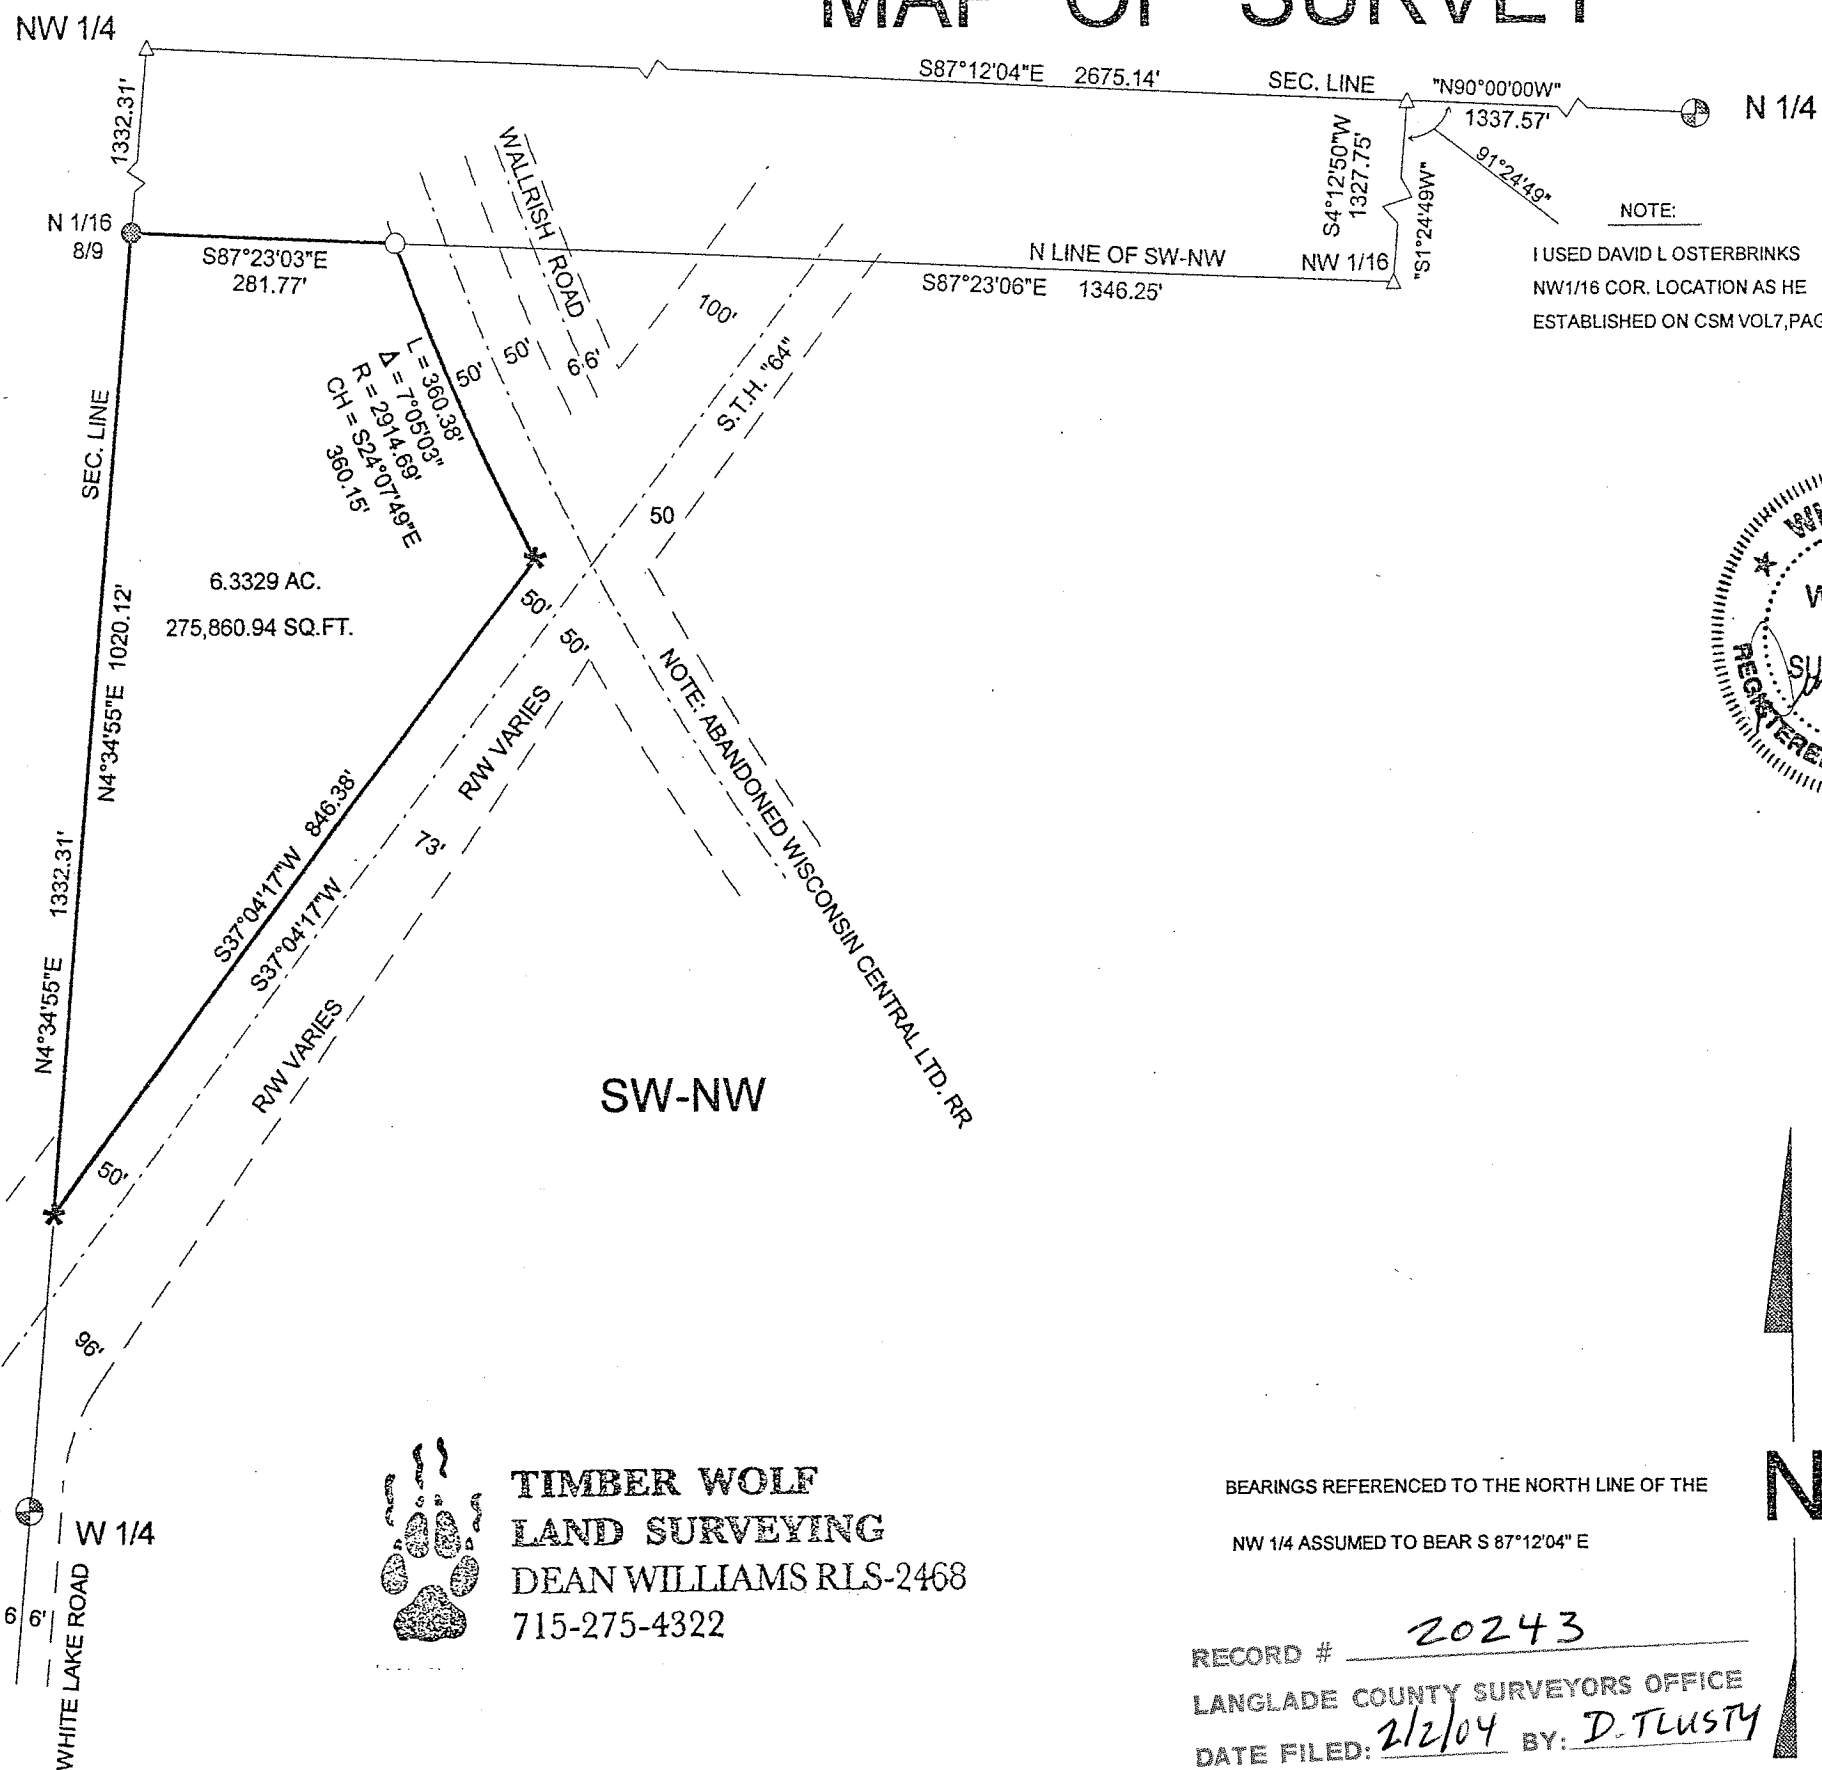 MAP OF SURVEY
NW 1/4
S87°12'04"E 2675.14'
SEC. LINE
"N90°00'00W"
1337.57'
N 1/4
1332.31'
S4°12'50"W
1327.75'
"S1°24'49W"
91°24'49"
NOTE:
I USED DAVID L OSTERBRINKS
NW1/16 COR. LOCATION AS HE
ESTABLISHED ON CSM VOL7,PAG
N 1/16
8/9
S87°23'03"E
281.77'
WALLRISH ROAD
N LINE OF SW-NW
NW 1/16
S87°23'06"E 1346.25'
100'
50'
50'
6.6'
S.T.H. "64"
L = 360.38'
Δ = 7°05'03"
R = 2914.69'
CH = S24°07'49"E
360.15'
SEC. LINE
50
6.3329 AC.
275,860.94 SQ.FT.
50'
50'
N4°34'55"E 1020.12'
NOTE: ABANDONED WISCONSIN CENTRAL LTD. RR
R/W VARIES
73'
S37°04'17"W 846.38'
S37°04'17"W
N4°34'55"E 1332.31'
R/W VARIES
SW-NW
50'
96'
W 1/4
6 6'
WHITE LAKE ROAD
TIMBER WOLF
LAND SURVEYING
DEAN WILLIAMS RLS-2468
715-275-4322
BEARINGS REFERENCED TO THE NORTH LINE OF THE
NW 1/4 ASSUMED TO BEAR S 87°12'04" E
N
RECORD # 20243
LANGLADE COUNTY SURVEYORS OFFICE
DATE FILED: 2/2/04 BY: D. TLUSTY